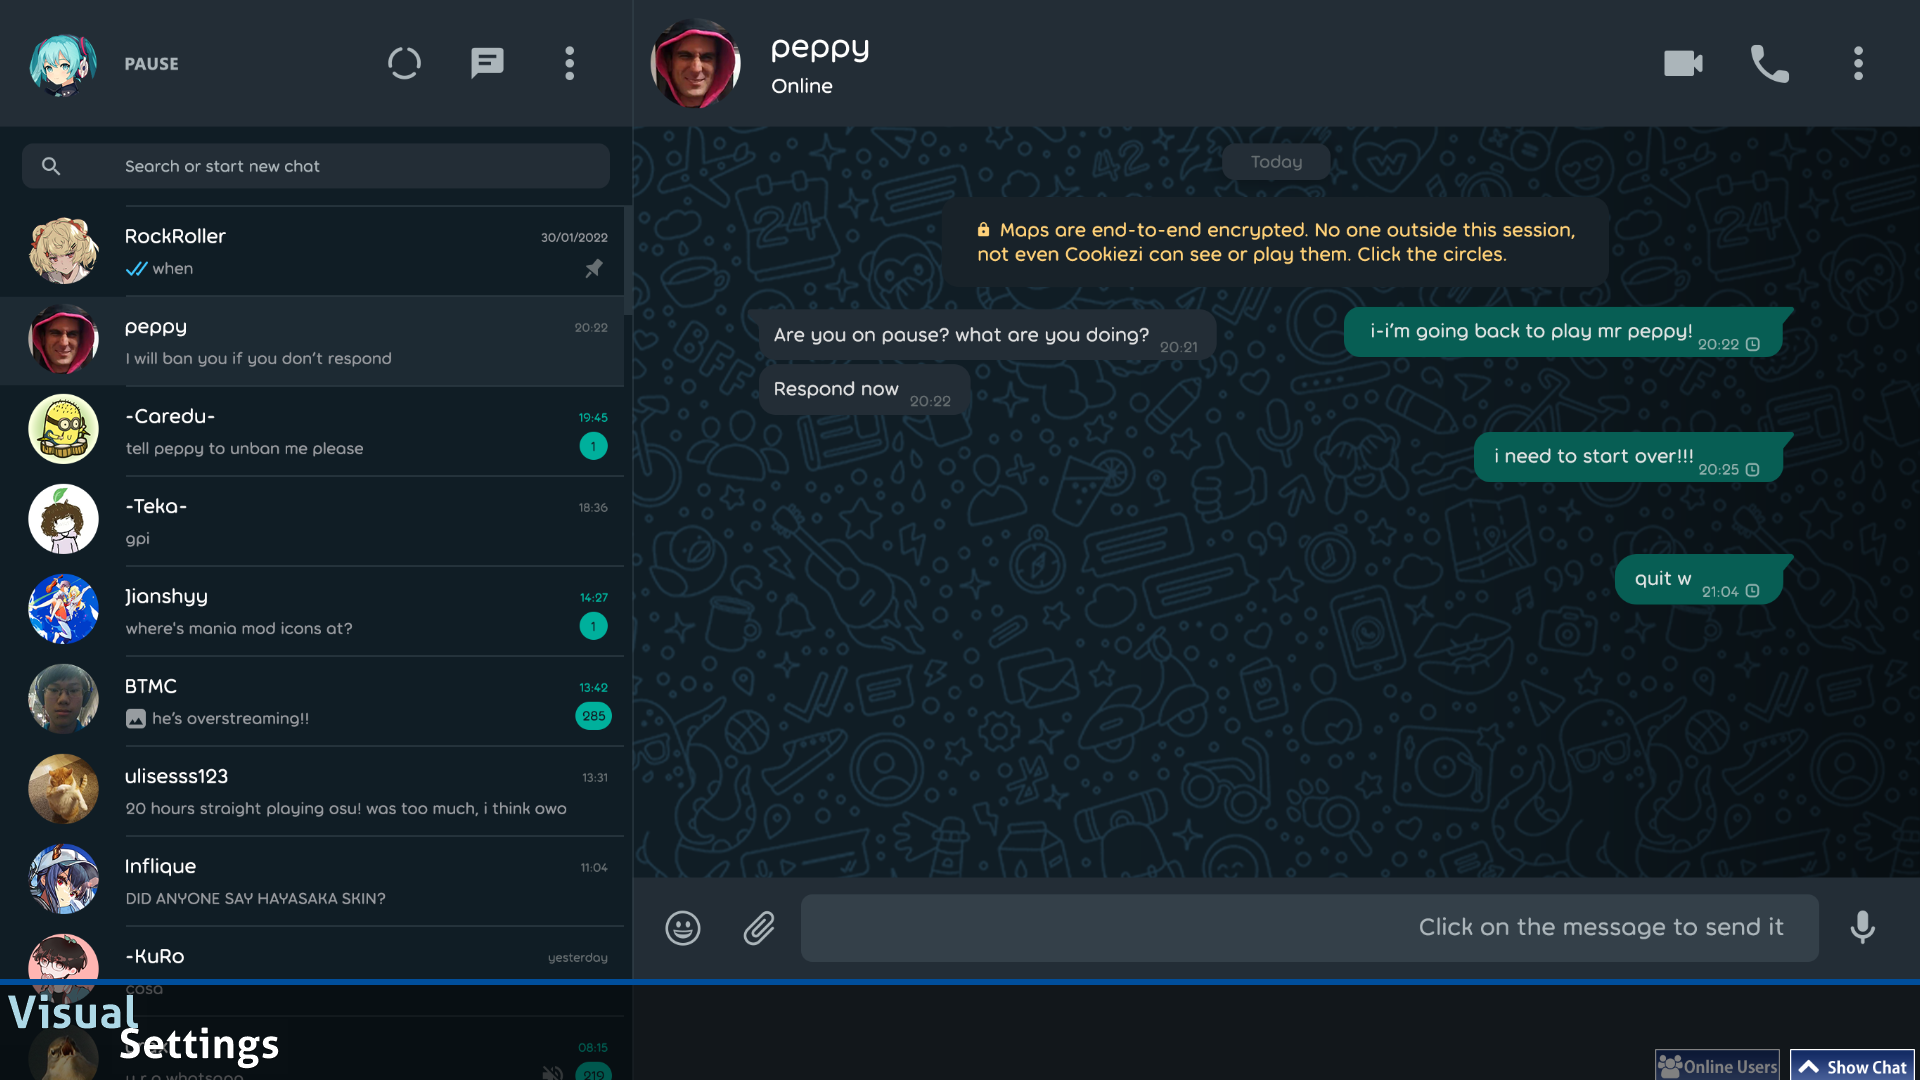 PAUSE
Search or start new chat
RockRoller
30/01/2022
when
peppy
20:22
I will ban you if you don't respond
-Caredu-
19:45
tell peppy to unban me please
1
-Teka-
18:36
gpi
Jianshyy
14:27
where's mania mod icons at?
1
BTMC
13:42
he's overstreaming!!
285
ulisesss123
13:31
20 hours straight playing osu! was too much, i think owo
Inflique
11:04
DID ANYONE SAY HAYASAKA SKIN?
-KuRo
yesterday
cosa
08:15
u r a whatsapp
219
Visual
Settings
peppy
Online
Today
Maps are end-to-end encrypted. No one outside this session,
not even Cookiezi can see or play them. Click the circles.
Are you on pause? what are you doing?
20:21
i-i'm going back to play mr peppy!
20:22
Respond now
20:22
i need to start over!!!
20:25
quit w
21:04
Click on the message to send it
Online Users
Show Chat